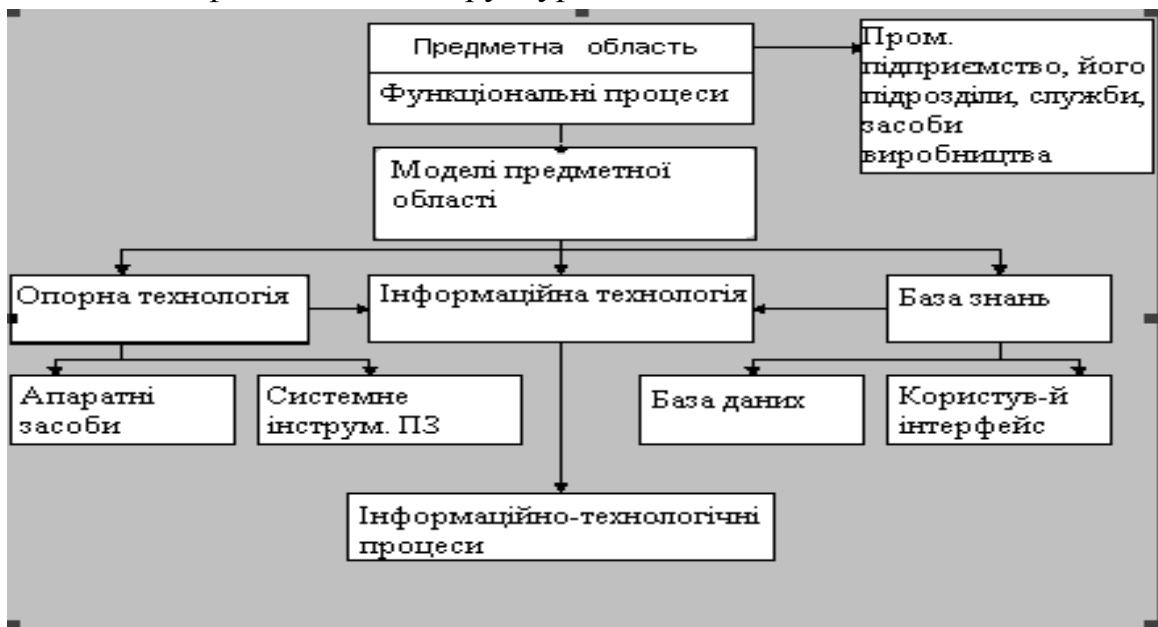 Предметна область
Функціональні процеси
Пром.
підприємство, його
підрозділи, служби,
засоби
виробництва
Моделі предметної
області
Опорна технологія
Інформаційна технологія
База знань
Апаратні
засоби
Системне
інструм. ПЗ
База даних
Користув-й
інтерфейс
Інформаційно-технологічні
процеси